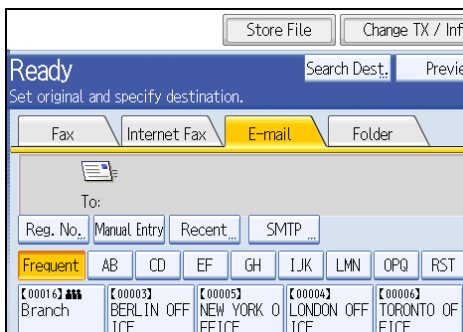 Store File Change TX / Inf
Ready Search Dest. Previe
Set original and specify destination.
Fax Internet Fax E-mail Folder
To:
Reg. No. Manual Entry Recent SMTP
Frequent AB CD EF GH IJK LMN OPQ RST
[00016] [00003] [00005] [00004] [00006]
Branch BERLIN OFF NEW YORK O LONDON OFF TORONTO OF
ICE FFICE ICE FICE